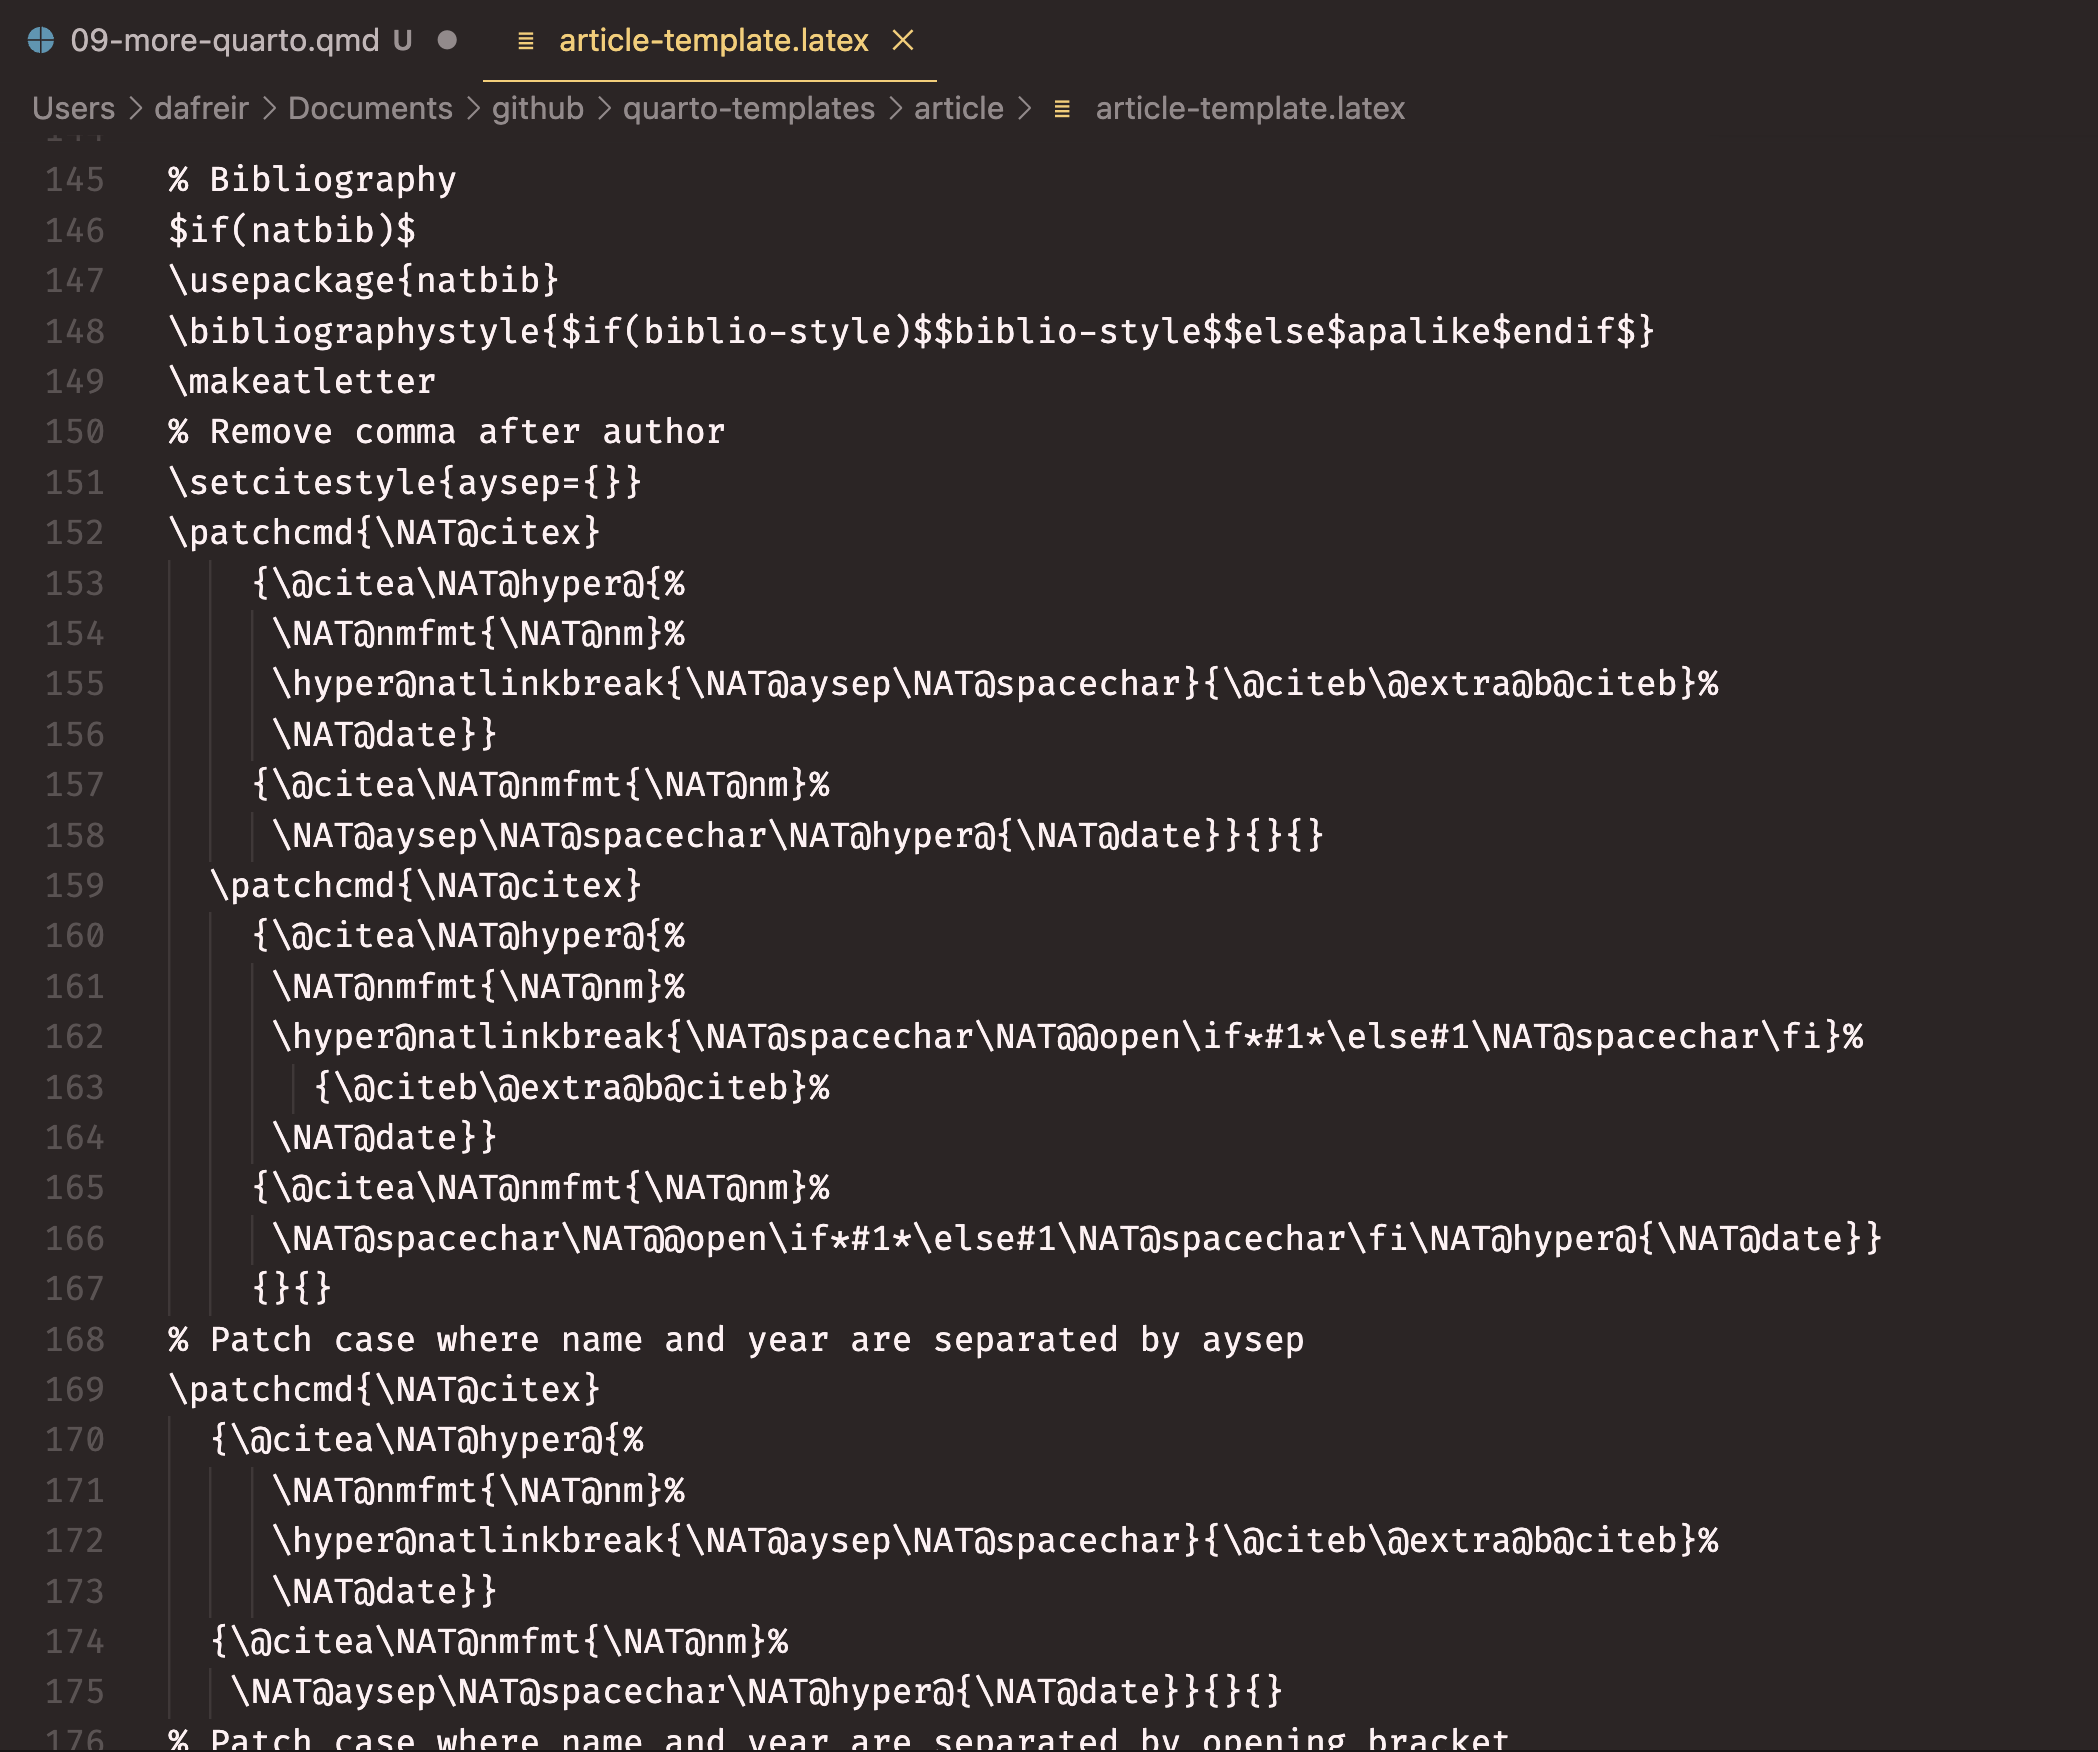 09-more-quarto.qmd U article-template.latex
Users > dafreir > Documents > github > quarto-templates > article > article-template.latex
144
145 % Bibliography
146 $if(natbib)$
147 \usepackage{natbib}
148 \bibliographystyle{$if(biblio-style)$$biblio-style$$else$apalike$endif$}
149 \makeatletter
150 % Remove comma after author
151 \setcitestyle{aysep={}}
152 \patchcmd{\NAT@citex}
153     {\@citea\NAT@hyper@{%
154      \NAT@nmfmt{\NAT@nm}%
155      \hyper@natlinkbreak{\NAT@aysep\NAT@spacechar}{\@citeb\@extra@b@citeb}%
156      \NAT@date}}
157     {\@citea\NAT@nmfmt{\NAT@nm}%
158      \NAT@aysep\NAT@spacechar\NAT@hyper@{\NAT@date}}{}{}
159   \patchcmd{\NAT@citex}
160     {\@citea\NAT@hyper@{%
161      \NAT@nmfmt{\NAT@nm}%
162      \hyper@natlinkbreak{\NAT@spacechar\NAT@@open\if*#1*\else#1\NAT@spacechar\fi}%
163        {\@citeb\@extra@b@citeb}%
164      \NAT@date}}
165     {\@citea\NAT@nmfmt{\NAT@nm}%
166      \NAT@spacechar\NAT@@open\if*#1*\else#1\NAT@spacechar\fi\NAT@hyper@{\NAT@date}}
167     {}{}
168 % Patch case where name and year are separated by aysep
169 \patchcmd{\NAT@citex}
170   {\@citea\NAT@hyper@{%
171      \NAT@nmfmt{\NAT@nm}%
172      \hyper@natlinkbreak{\NAT@aysep\NAT@spacechar}{\@citeb\@extra@b@citeb}%
173      \NAT@date}}
174   {\@citea\NAT@nmfmt{\NAT@nm}%
175    \NAT@aysep\NAT@spacechar\NAT@hyper@{\NAT@date}}{}{}
176 % Patch case where name and year are separated by opening bracket